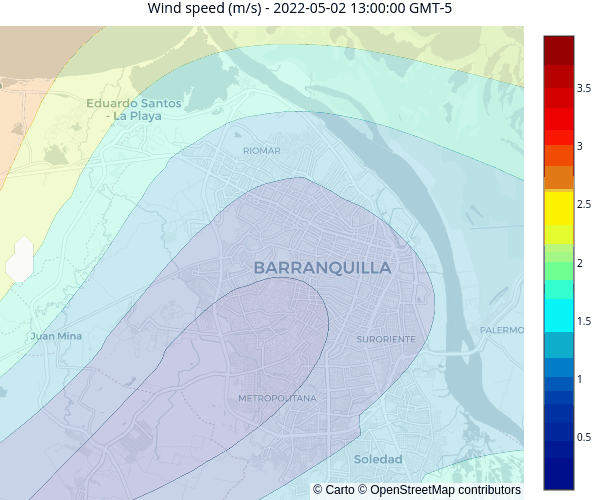 Wind speed (m/s) - 2022-05-02 13:00:00 GMT-5
Eduardo Santos
- La Playa
RIOMAR
BARRANQUILLA
Juan Mina
SURORIENTE
PALERMO
METROPOLITANA
Soledad
© Carto © OpenStreetMap contributors
3.5
3
2.5
2
1.5
1
0.5